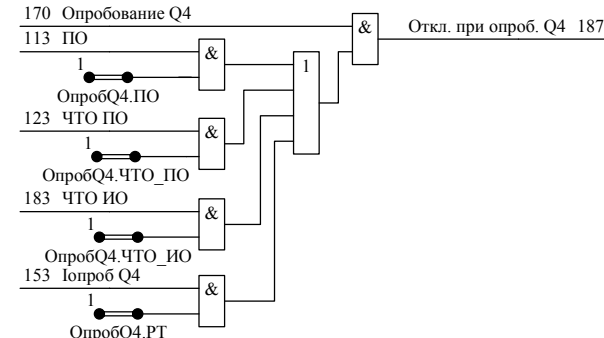 170 Опробование Q4
&
Откл. при опроб. Q4 187
113 ПО
&
1
1
ОпробQ4.ПО
123 ЧТО ПО
&
1
ОпробQ4.ЧТО_ПО
183 ЧТО ИО
&
1
ОпробQ4.ЧТО_ИО
153 Iопроб Q4
&
1
ОпробQ4.РТ